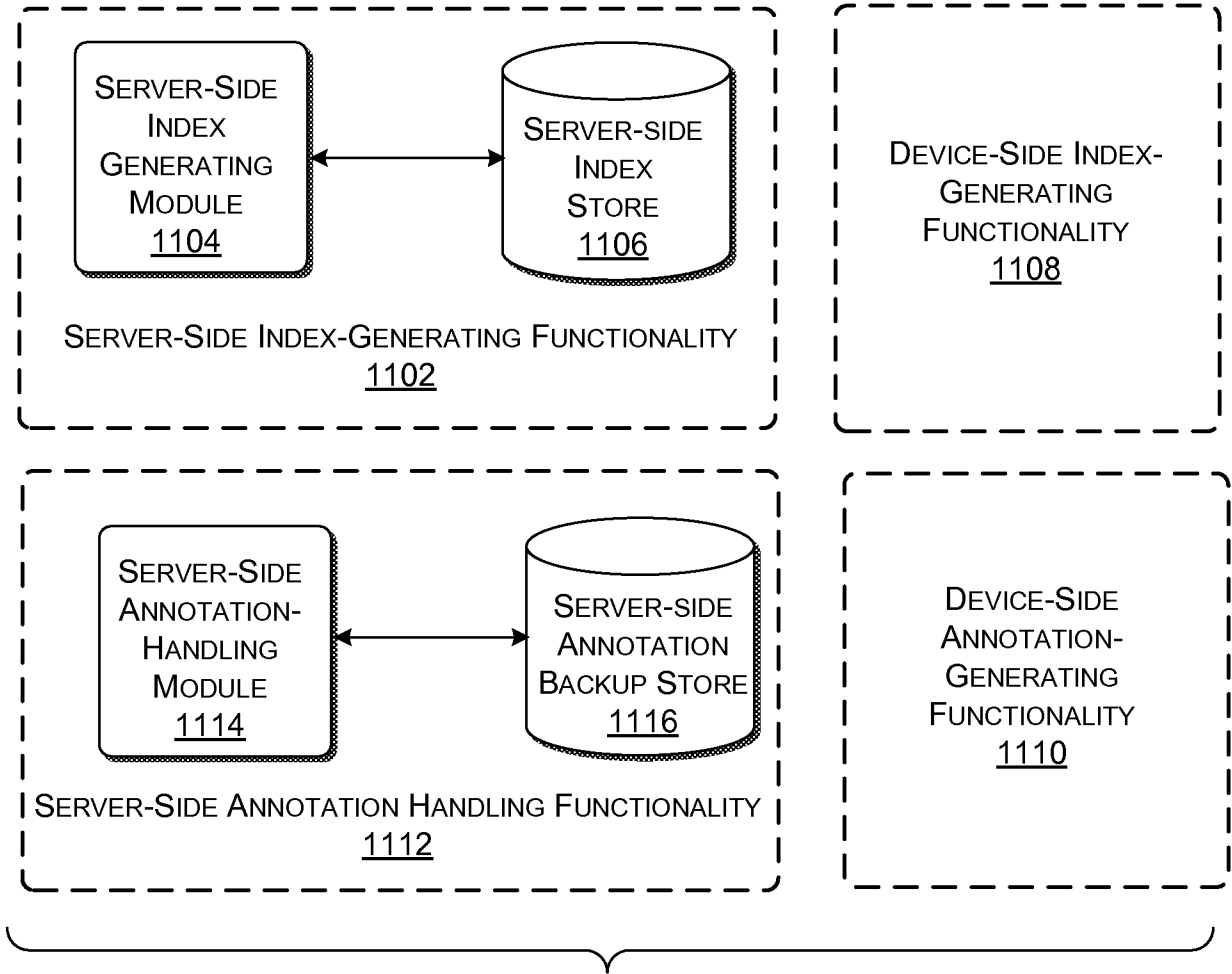 SERVER-SIDE
INDEX
GENERATING
MODULE
1104
SERVER-SIDE
INDEX
STORE
1106
SERVER-SIDE INDEX-GENERATING FUNCTIONALITY
1102
DEVICE-SIDE INDEX-
GENERATING
FUNCTIONALITY
1108
SERVER-SIDE
ANNOTATION-
HANDLING
MODULE
1114
SERVER-SIDE
ANNOTATION
BACKUP STORE
1116
SERVER-SIDE ANNOTATION HANDLING FUNCTIONALITY
1112
DEVICE-SIDE
ANNOTATION-
GENERATING
FUNCTIONALITY
1110